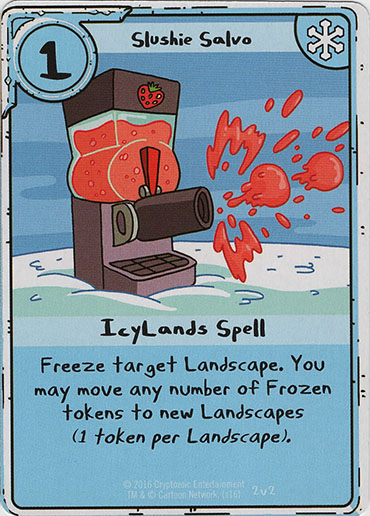 1
Slushie Salvo
IcyLands Spell
Freeze target Landscape. You
may move any number of Frozen
tokens to new Landscapes
(1 token per Landscape).
© 2016 Cryptozoic Entertainment
TM & © Cartoon Network. (s16)
2v2